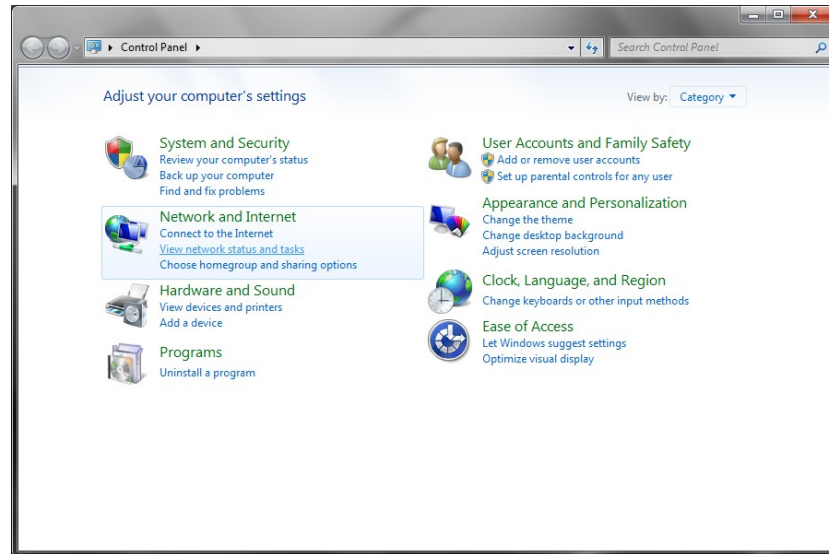 Control Panel
Search Control Panel
Adjust your computer's settings
View by: Category
System and Security
Review your computer's status
Back up your computer
Find and fix problems
Network and Internet
Connect to the Internet
View network status and tasks
Choose homegroup and sharing options
Hardware and Sound
View devices and printers
Add a device
Programs
Uninstall a program
User Accounts and Family Safety
Add or remove user accounts
Set up parental controls for any user
Appearance and Personalization
Change the theme
Change desktop background
Adjust screen resolution
Clock, Language, and Region
Change keyboards or other input methods
Ease of Access
Let Windows suggest settings
Optimize visual display